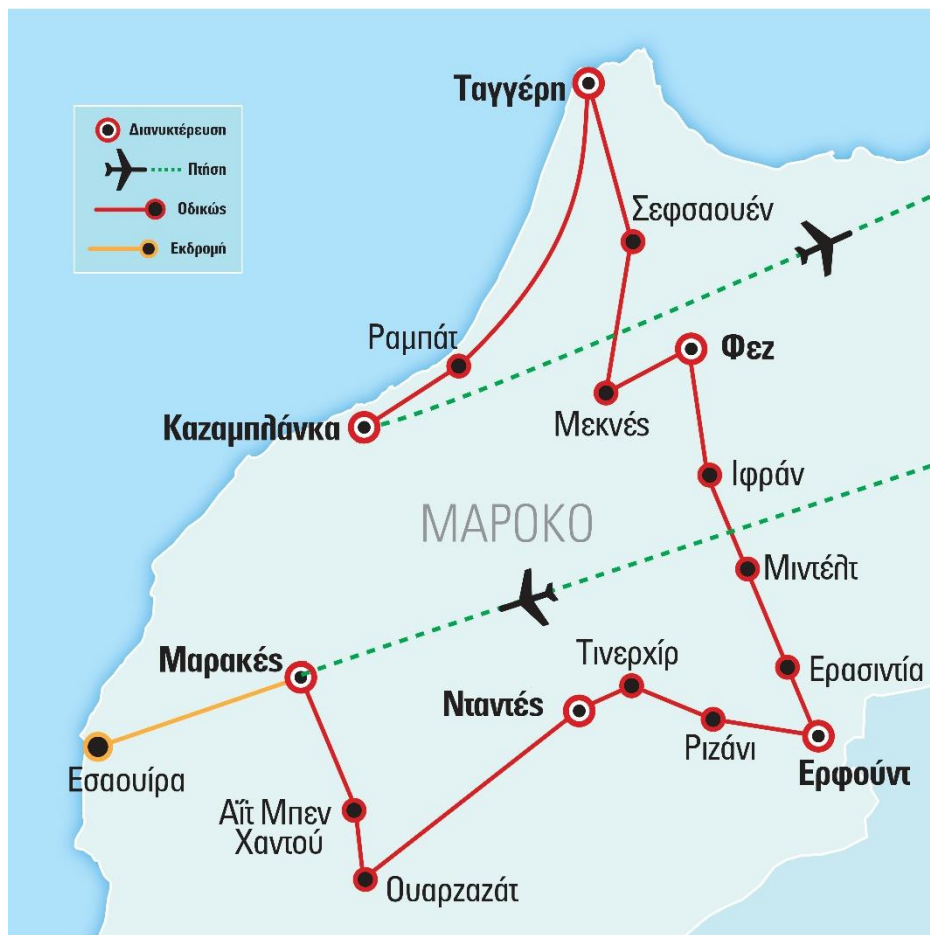 Ταγγέρη
Διανυκτέρευση
Πτήση
Οδικώς
Εκδρομή
Σεφσαουέν
Ραμπάτ
Φεζ
Καζαμπλάνκα
Μεκνές
Ιφράν
ΜΑΡΟΚΟ
Μιντέλτ
Μαρακές
Τινερχίρ
Ερασιντία
Νταντές
Ριζάνι
Εσαουίρα
Ερφούντ
Αΐτ Μπεν
Χαντού
Ουαρζαζάτ